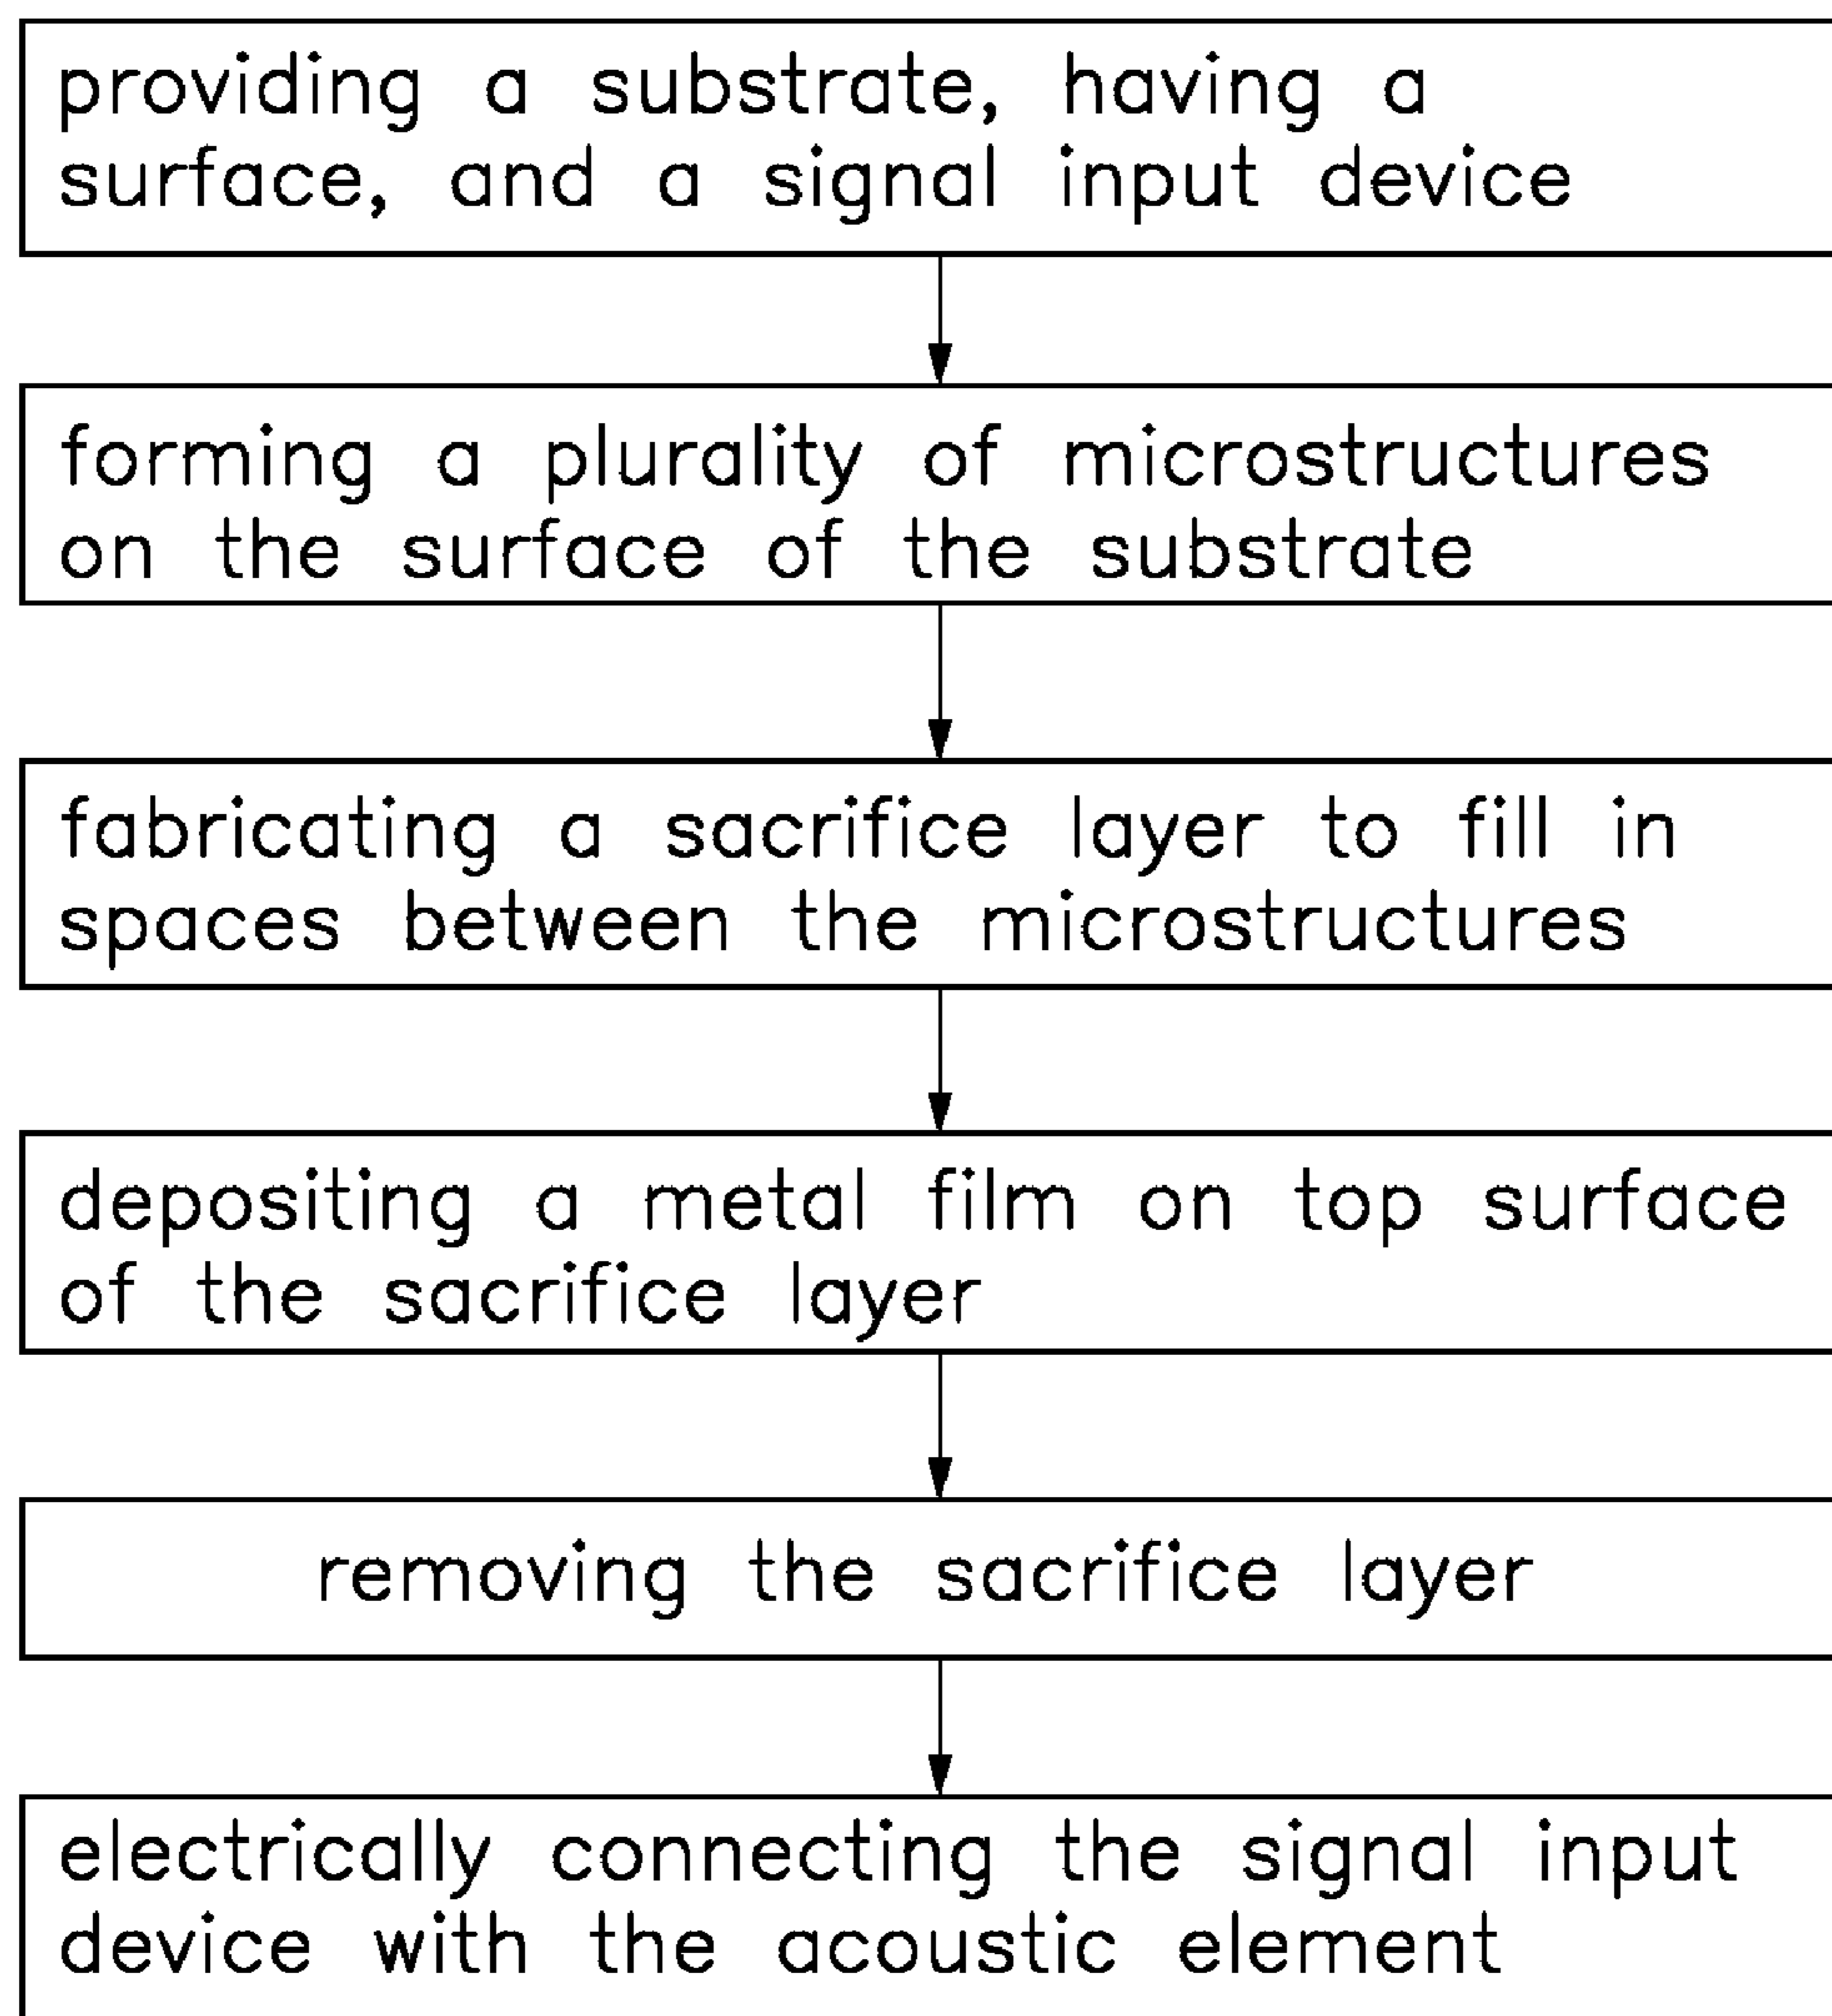 providing a substrate, having a
surface, and a signal input device
forming a plurality of microstructures
on the surface of the substrate
fabricating a sacrifice layer to fill in
spaces between the microstructures
depositing a metal film on top surface
of the sacrifice layer
removing the sacrifice layer
electrically connecting the signal input
device with the acoustic element